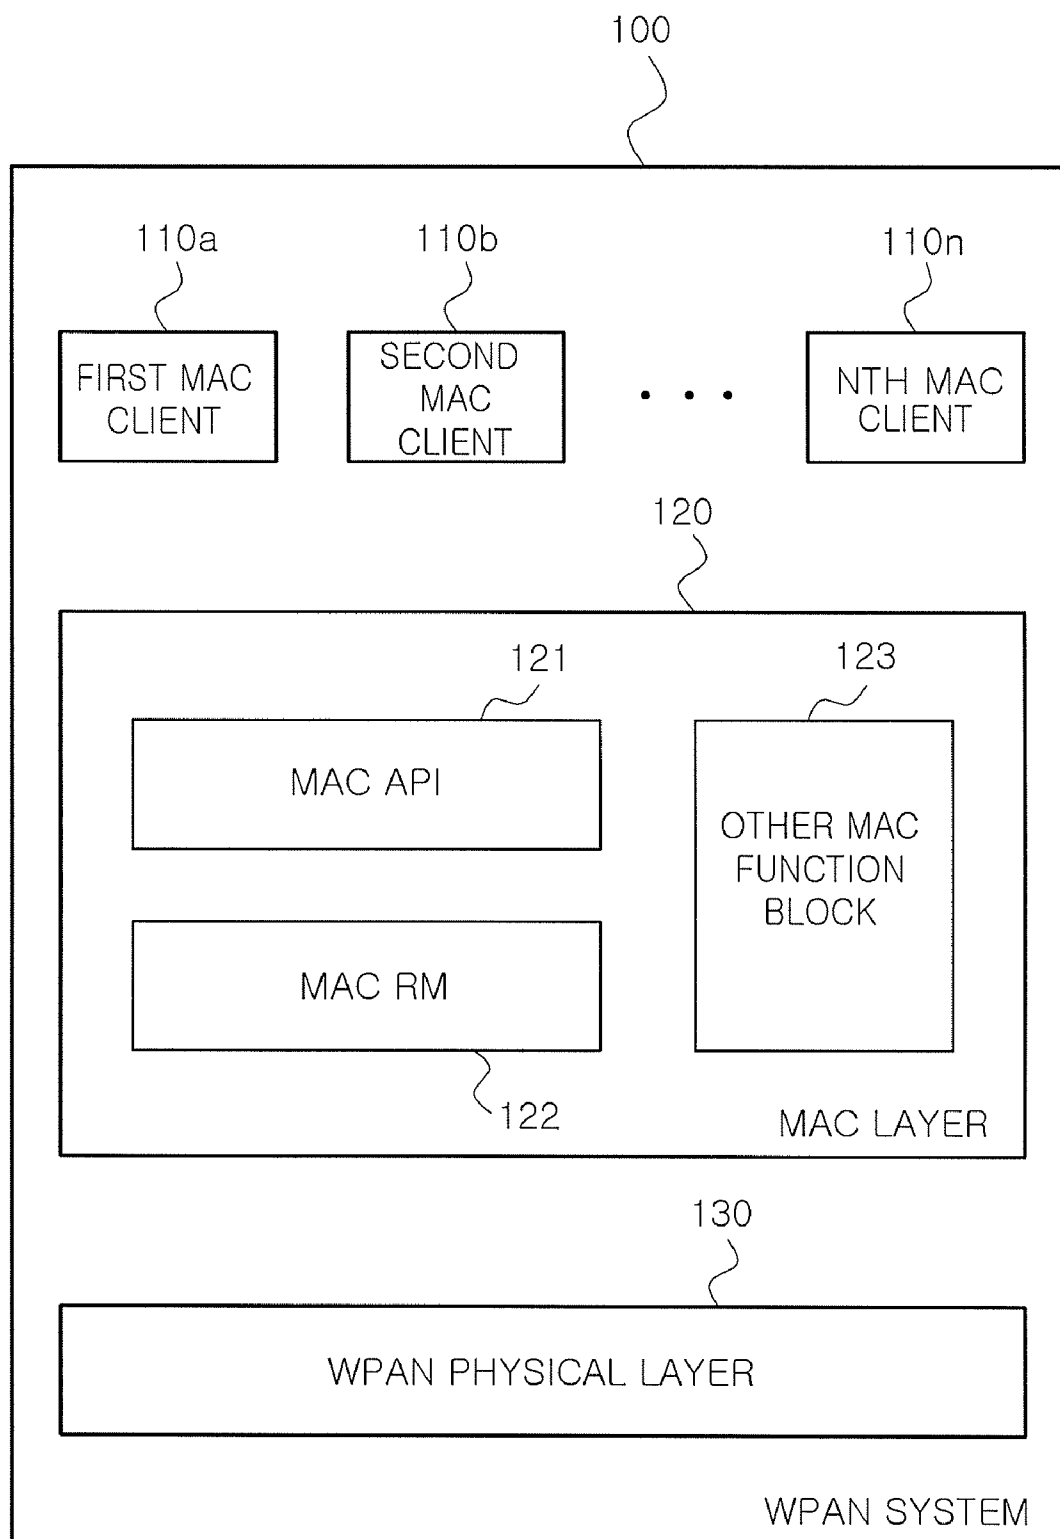 100
110a
110b
110n
FIRST MAC
CLIENT
SECOND
MAC
CLIENT
NTH MAC
CLIENT
120
121
123
MAC API
OTHER MAC
FUNCTION
BLOCK
MAC RM
122
MAC LAYER
130
WPAN PHYSICAL LAYER
WPAN SYSTEM